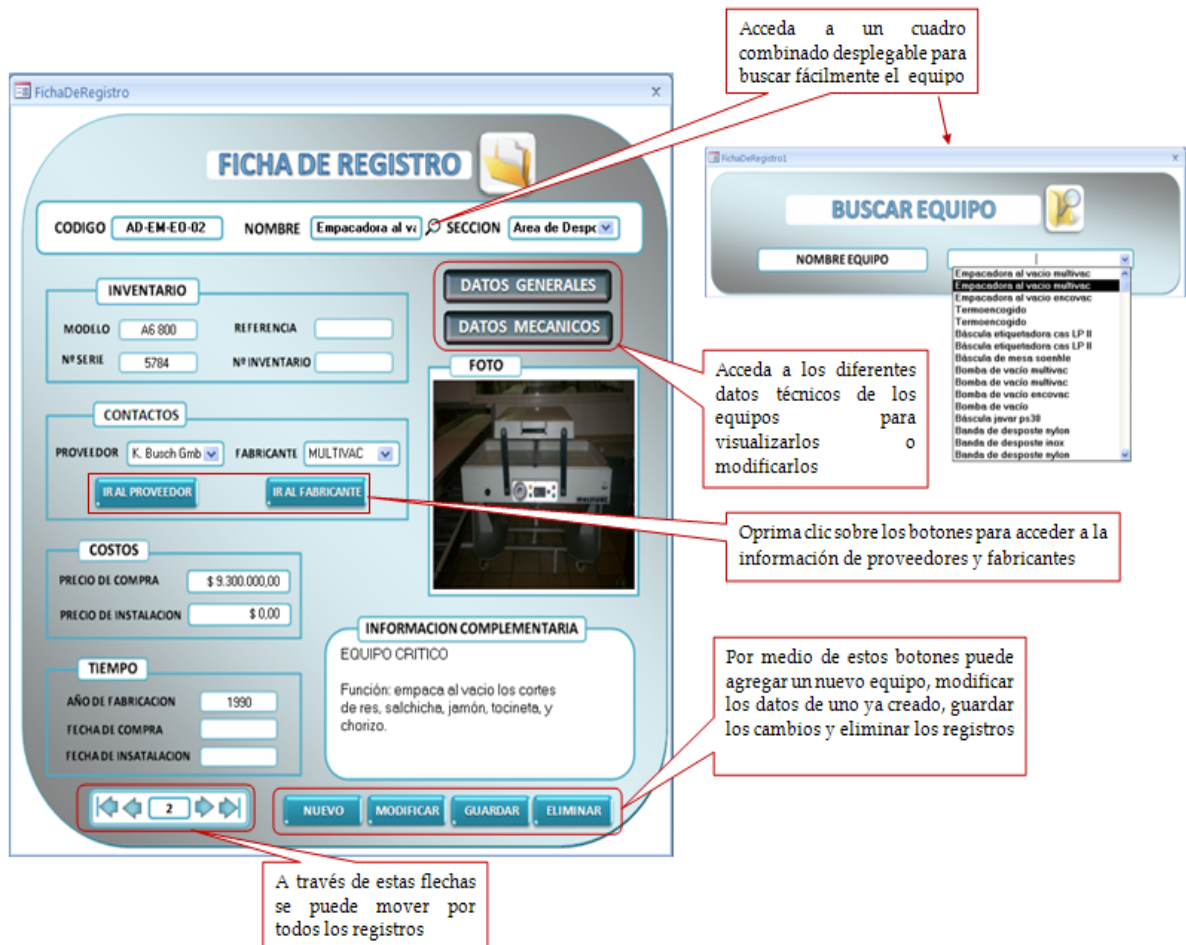 Acceda a un cuadro
combinado desplegable para
buscar fácilmente el equipo
FichaDeRegistro
x
FICHA DE REGISTRO
CODIGO AD-EM-EO-02 NOMBRE Empacadora al va SECCION Area de Despc
INVENTARIO
MODELO A6 800 REFERENCIA
Nº SERIE 5784 Nº INVENTARIO
DATOS GENERALES
DATOS MECANICOS
CONTACTOS
PROVEEDOR K. Busch Gmb FABRICANTE MULTIVAC
IR AL PROVEEDOR IR AL FABRICANTE
FOTO
MULTIVAC
COSTOS
PRECIO DE COMPRA $ 9.300.000,00
PRECIO DE INSTALACION $ 0,00
INFORMACION COMPLEMENTARIA
EQUIPO CRITICO
Función: empaca al vacio los cortes
de res, salchicha, jamón, tocineta, y
chorizo.
TIEMPO
AÑO DE FABRICACION 1990
FECHA DE COMPRA
FECHA DE INSATALACION
2
NUEVO MODIFICAR GUARDAR ELIMINAR
FichaDeRegistro1
x
BUSCAR EQUIPO
NOMBRE EQUIPO
Empacadora al vacio multivac
Empacadora al vacio multivac
Empacadora al vacio encovac
Termoencogido
Termoencogido
Báscula etiquetadora cas LP II
Báscula etiquetadora cas LP II
Báscula de mesa soenhle
Bomba de vacío multivac
Bomba de vacío multivac
Bomba de vacío encovac
Bomba de vacío
Báscula javar ps30
Banda de desposte nylon
Banda de desposte inox
Banda de desposte nylon
Acceda a los diferentes
datos técnicos de los
equipos para
visualizarlos o
modificarlos
Oprima clic sobre los botones para acceder a la
información de proveedores y fabricantes
Por medio de estos botones puede
agregar un nuevo equipo, modificar
los datos de uno ya creado, guardar
los cambios y eliminar los registros
A través de estas flechas
se puede mover por
todos los registros